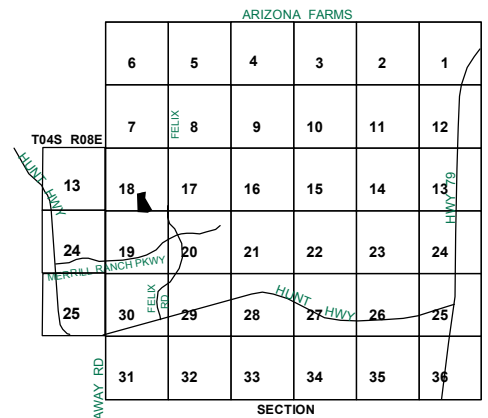 ARIZONA FARMS
6 5 4 3 2 1
7 FELIX 8 9 10 11 12
T04S R08E
HUNT HWY
13 18 17 16 15 14 13
HWY 79
24 19 20 21 22 23 24
MERRILL RANCH PKWY
25 30 FELIX RD 29 28 27 26 25
HUNT HWY
31 32 33 34 35 36
AWAY RD
SECTION